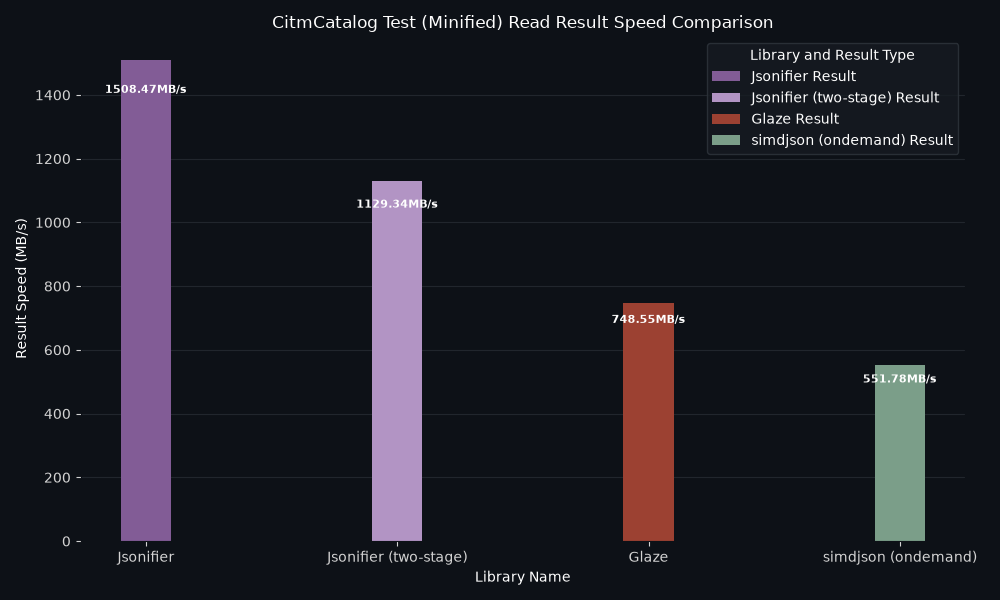 CitmCatalog Test (Minified) Read Result Speed Comparison
Library and Result Type
Jsonifier Result
Jsonifier (two-stage) Result
Glaze Result
simdjson (ondemand) Result
1508.47MB/s
1129.34MB/s
748.55MB/s
551.78MB/s
Result Speed (MB/s)
1400
1200
1000
800
600
400
200
0
Jsonifier
Jsonifier (two-stage)
Glaze
simdjson (ondemand)
Library Name